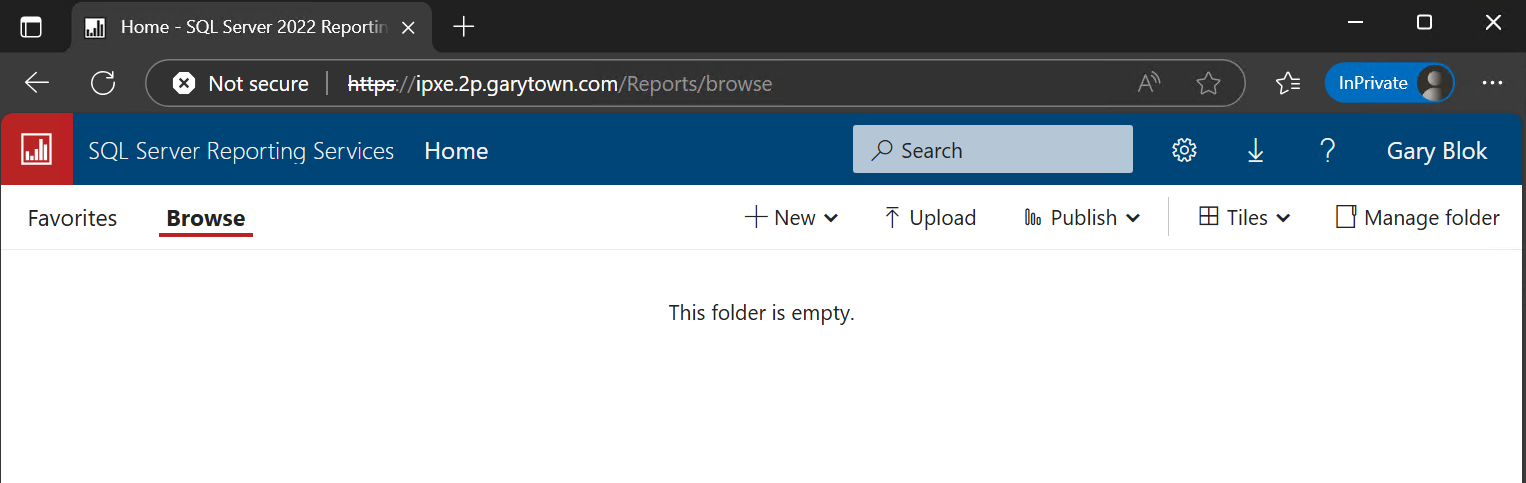 Home - SQL Server 2022 Reportin
Not secure https://ipxe.2p.garytown.com/Reports/browse InPrivate
SQL Server Reporting Services Home Search ? Gary Blok
Favorites Browse New Upload Publish Tiles Manage folder
This folder is empty.